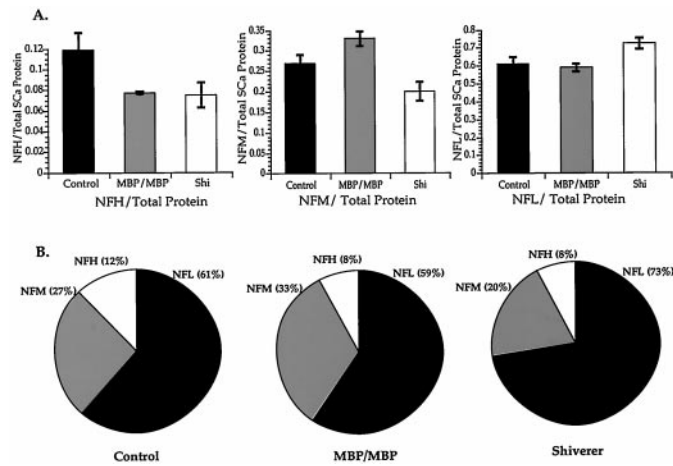 A.
NFH/Total SCa Protein
0.12
0.1
0.08
0.06
0.04
0.02
0
Control
MBP/MBP
Shi
NFH/Total Protein
NFM/Total SCa Protein
0.35
0.3
0.25
0.2
0.15
0.1
0.05
0
Control
MBP/MBP
Shi
NFM/ Total Protein
NFL/Total SCa Protein
0.8
0.7
0.6
0.5
0.4
0.3
0.2
0.1
0
Control
MBP/MBP
Shi
NFL/ Total Protein
B.
NFH (12%)
NFL (61%)
NFM (27%)
Control
NFH (8%)
NFL (59%)
NFM (33%)
MBP/MBP
NFH (8%)
NFL (73%)
NFM (20%)
Shiverer